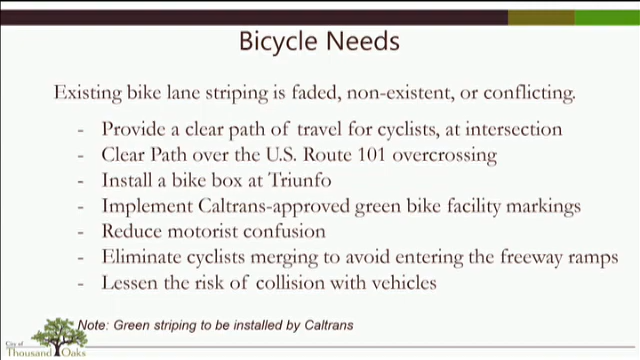 Bicycle Needs
Existing bike lane striping is faded, non-existent, or conflicting.
- Provide a clear path of travel for cyclists, at intersection
- Clear Path over the U.S. Route 101 overcrossing
- Install a bike box at Triunfo
- Implement Caltrans-approved green bike facility markings
- Reduce motorist confusion
- Eliminate cyclists merging to avoid entering the freeway ramps
- Lessen the risk of collision with vehicles
Note: Green striping to be installed by Caltrans
City of
Thousand Oaks